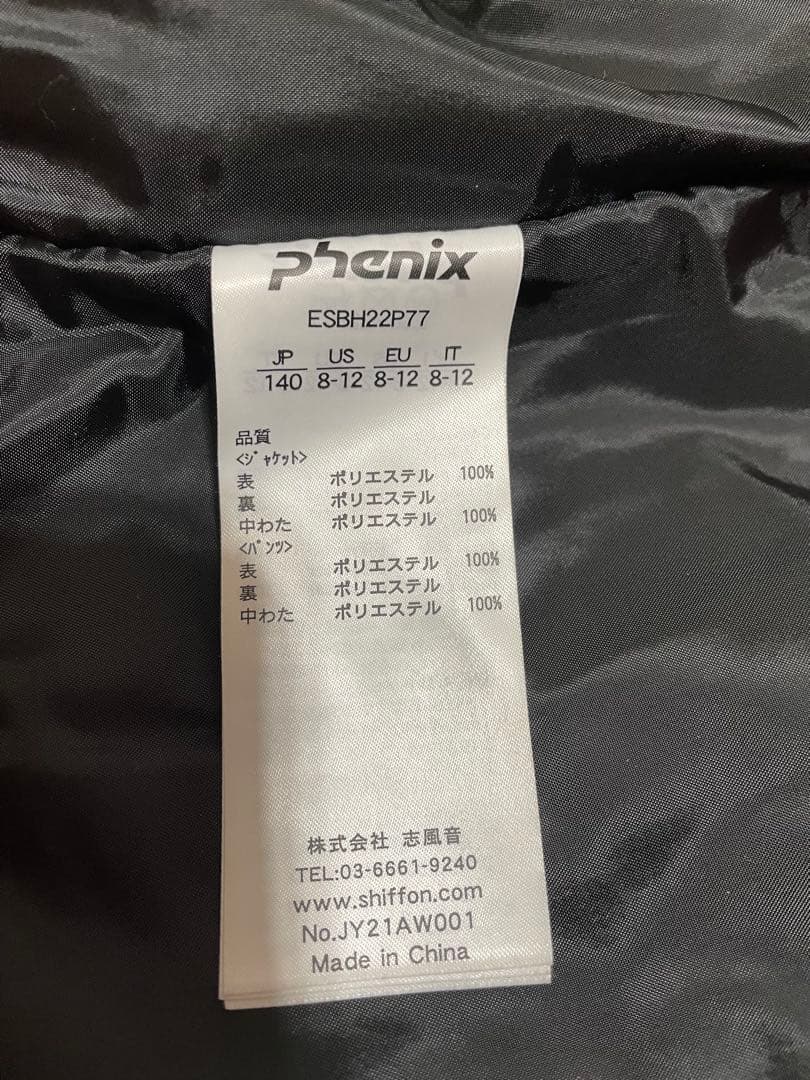 phenix
ESBH22P77
JP US EU IT
140 8-12 8-12 8-12
品質
<ｼﾞｬｹｯﾄ>
表 ポリエステル 100%
裏 ポリエステル
中わた ポリエステル 100%
<ﾊﾟﾝﾂ>
表 ポリエステル 100%
裏 ポリエステル
中わた ポリエステル 100%
株式会社 志風音
TEL:03-6661-9240
www.shiffon.com
No.JY21AW001
Made in China